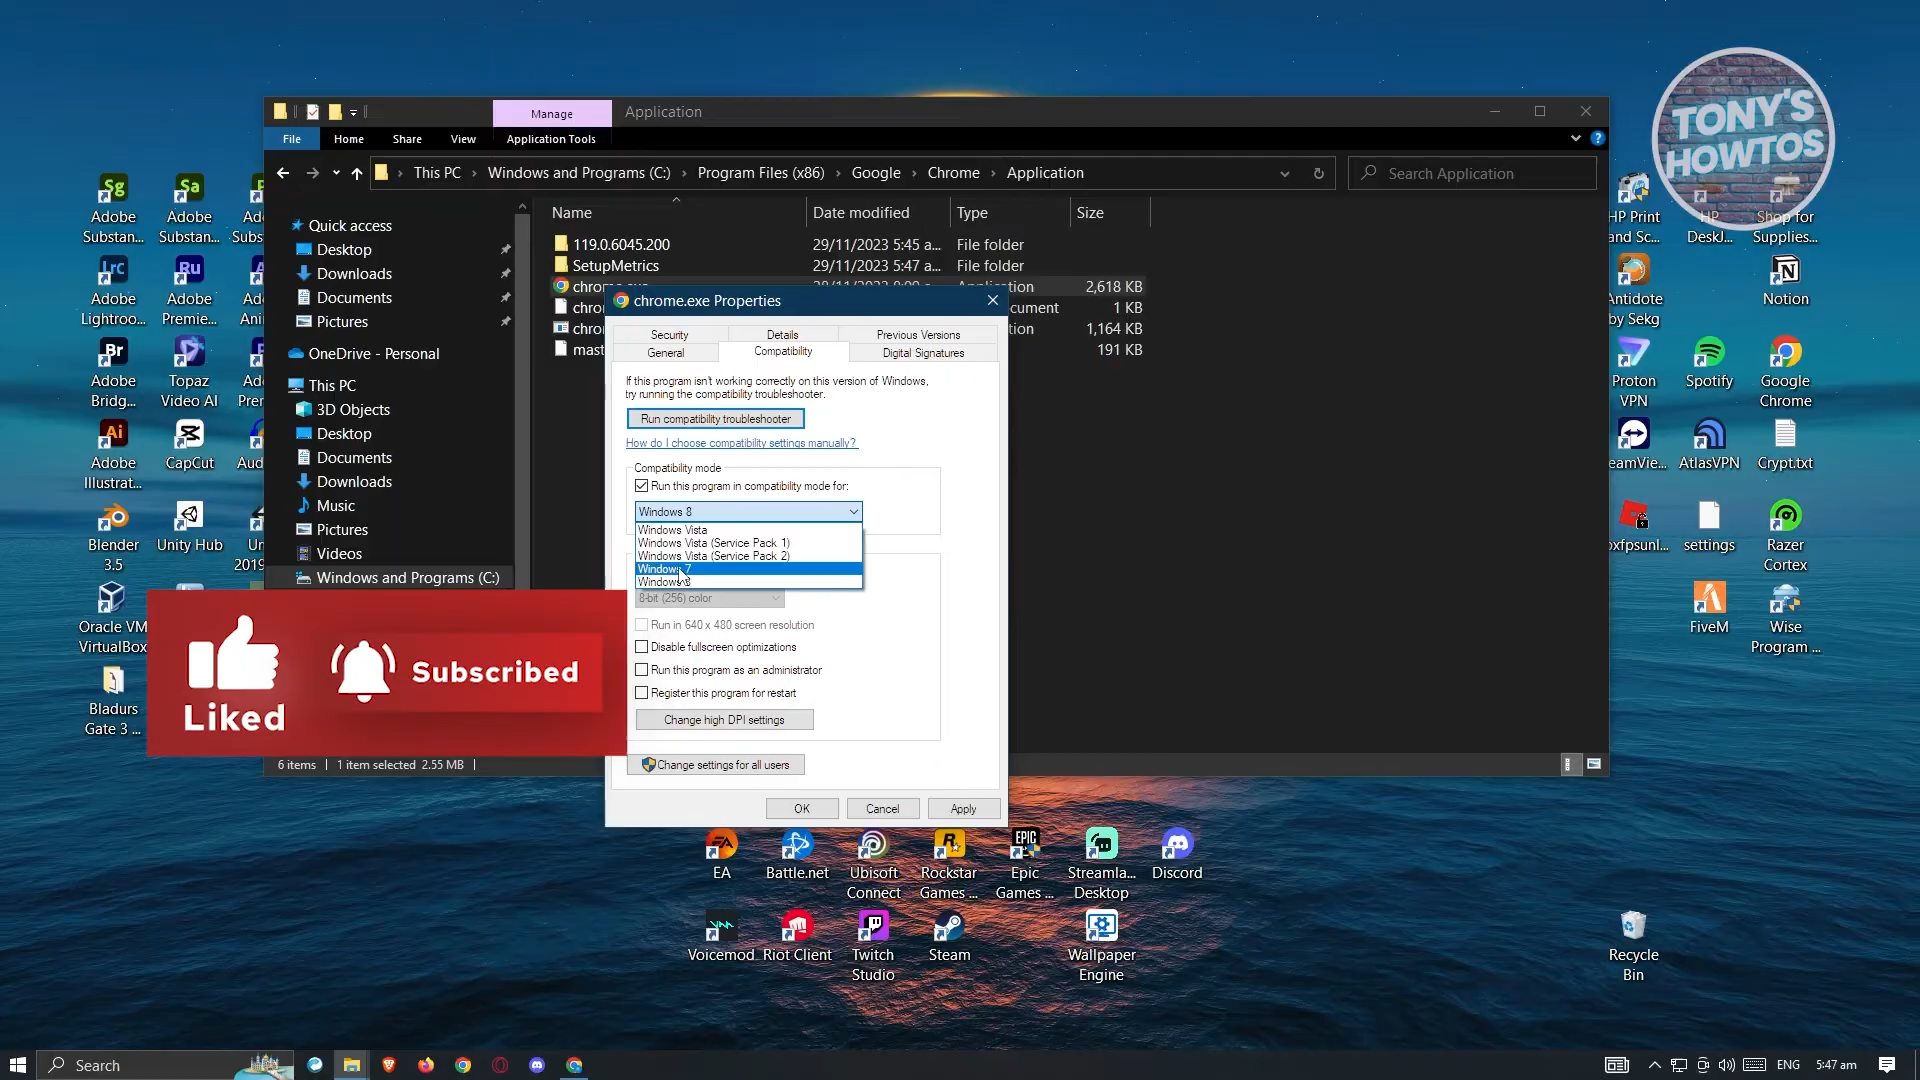 TONY'S
HOWTOS
Manage
Application
File
Home
Share
View
Application Tools
This PC
Windows and Programs (C:)
Program Files (x86)
Google
Chrome
Application
Search Application
Name
Date modified
Type
Size
119.0.6045.200
29/11/2023 5:45 a...
File folder
SetupMetrics
29/11/2023 5:47 a...
File folder
2,618 KB
1 KB
1,164 KB
191 KB
Quick access
Desktop
Downloads
Documents
Pictures
OneDrive - Personal
This PC
3D Objects
Desktop
Documents
Downloads
Music
Pictures
Videos
Windows and Programs (C:)
6 items
1 item selected 2.55 MB
chrome.exe Properties
Security
Details
Previous Versions
General
Compatibility
Digital Signatures
If this program isn't working correctly on this version of Windows,
try running the compatibility troubleshooter.
Run compatibility troubleshooter
How do I choose compatibility settings manually?
Compatibility mode
Run this program in compatibility mode for:
Windows 8
Windows Vista
Windows Vista (Service Pack 1)
Windows Vista (Service Pack 2)
Windows 7
Windows 8
8-bit (256) color
Run in 640 x 480 screen resolution
Disable fullscreen optimizations
Run this program as an administrator
Register this program for restart
Change high DPI settings
Change settings for all users
OK
Cancel
Apply
Liked
Subscribed
Adobe
Substan...
Adobe
Substan...
Adobe
Lightroo...
Adobe
Premie...
Adobe
Bridg...
Topaz
Video AI
Adobe
Illustrat...
CapCut
Blender
3.5
Unity Hub
Oracle VM
VirtualBox
Bladurs
Gate 3 ...
HP Print
and Sc...
HP
DeskJ...
Shop for
Supplies...
Antidote
by Sekg
Notion
Proton
VPN
Spotify
Google
Chrome
eamVie...
AtlasVPN
Crypt.txt
oxfpsunl...
settings
Razer
Cortex
FiveM
Wise
Program ...
EA
Battle.net
Ubisoft
Connect
Rockstar
Games ...
Epic
Games ...
Streamla...
Desktop
Discord
Voicemod
Riot Client
Twitch
Studio
Steam
Wallpaper
Engine
Recycle
Bin
Search
ENG
5:47 am